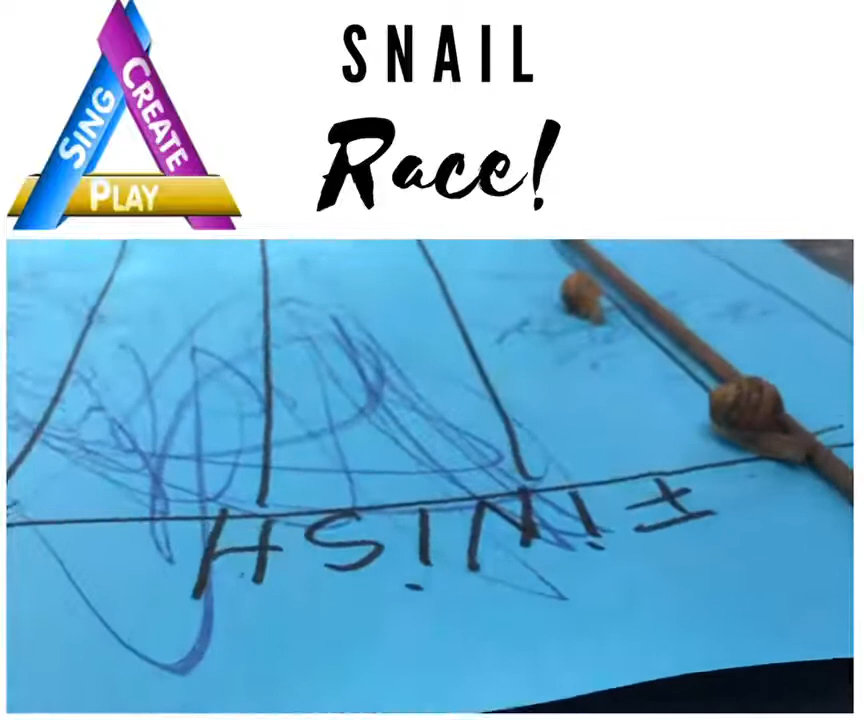 SING
CREATE
PLAY
SNAIL
Race!
FiNiSH